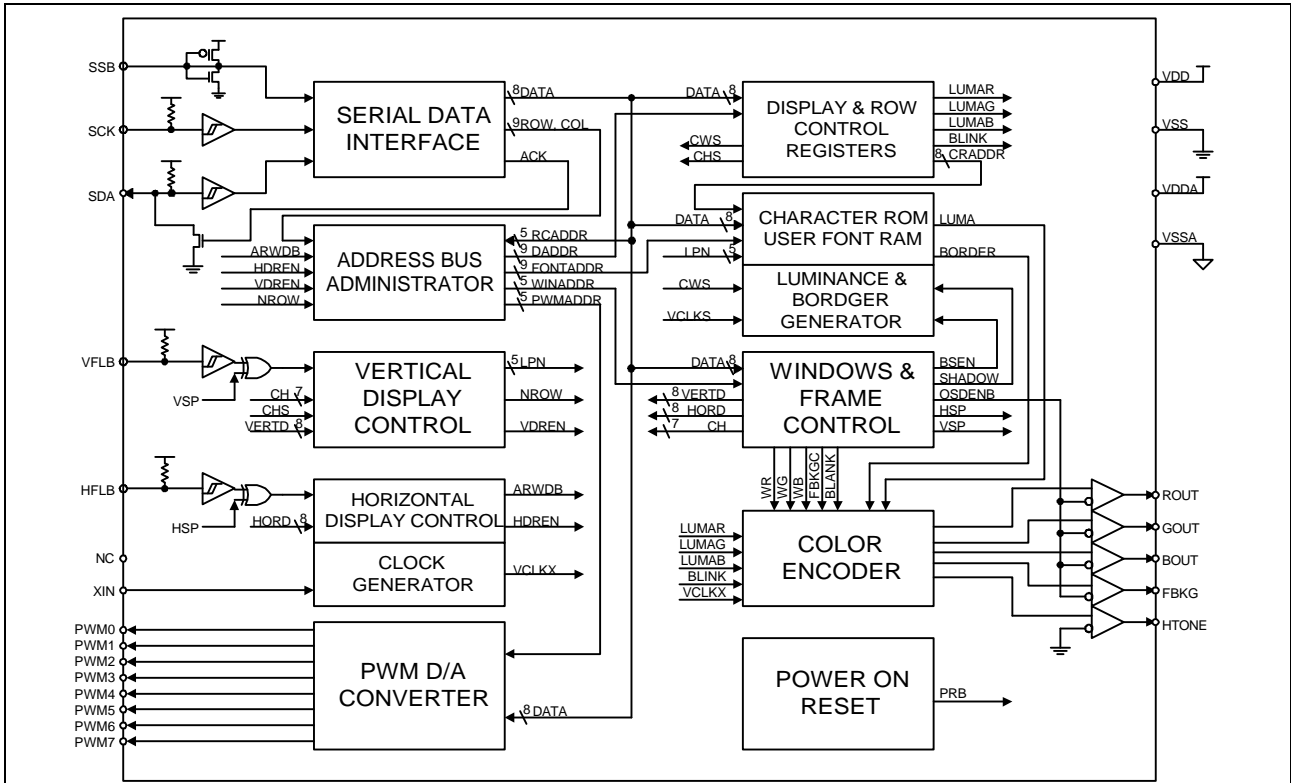 SSB
SCK
SDA
SERIAL DATA
INTERFACE
8 DATA
9 ROW, COL
ACK
DATA 8
CWS
CHS
DISPLAY & ROW
CONTROL
REGISTERS
LUMAR
LUMAG
LUMAB
BLINK
8 CRADDR
VDD
VSS
VDDA
VSSA
ARWDB
HDREN
VDREN
NROW
ADDRESS BUS
ADMINISTRATOR
5 RCADDR
9 DADDR
9 FONTADDR
5 WINADDR
5 PWMADDR
DATA 8
LPN 5
CWS
VCLKS
CHARACTER ROM
USER FONT RAM
LUMINANCE &
BORDGER
GENERATOR
LUMA
BORDER
VFLB
VSP
CH 7
CHS
VERTD 8
VERTICAL
DISPLAY
CONTROL
5 LPN
NROW
VDREN
DATA 8
8 VERTD
8 HORD
7 CH
WINDOWS &
FRAME
CONTROL
BSEN
SHADOW
OSDENB
HSP
VSP
WR
WG
WB
FBKGC
BLANK
HFLB
HSP
HORD 8
HORIZONTAL
DISPLAY CONTROL
CLOCK
GENERATOR
ARWDB
HDREN
VCLKX
NC
XIN
LUMAR
LUMAG
LUMAB
BLINK
VCLKX
COLOR
ENCODER
ROUT
GOUT
BOUT
FBKG
HTONE
PWM0
PWM1
PWM2
PWM3
PWM4
PWM5
PWM6
PWM7
PWM D/A
CONVERTER
8 DATA
POWER ON
RESET
PRB